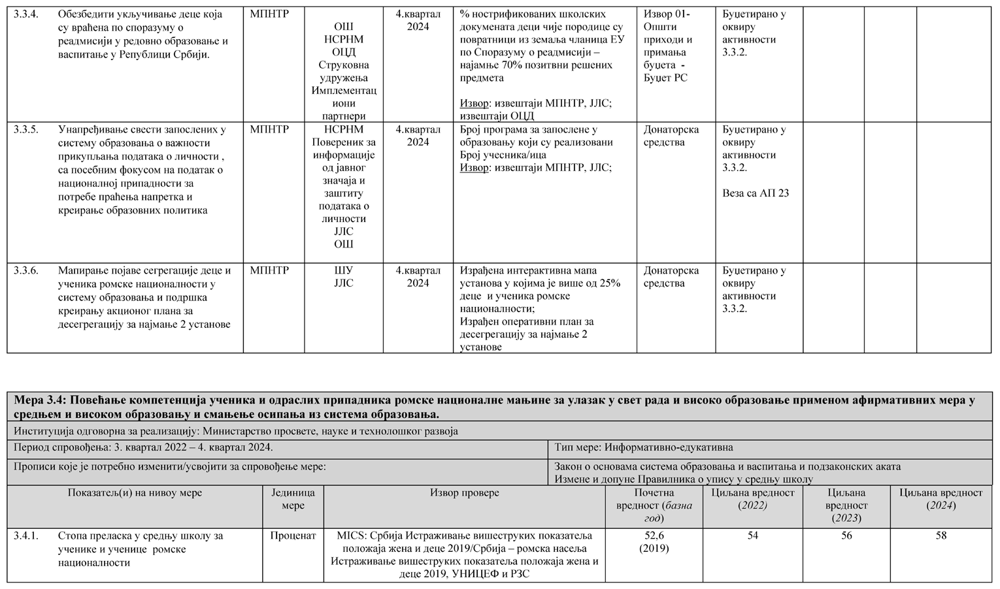 3.3.4. Обезбедити укључивање деце која
су враћена по споразуму о
реадмисији у редовно образовање и
васпитање у Републици Србији.
МПНТР
ОШ
НСРНМ
ОЦД
Струковна
удружења
Имплементац
иони
партнери
4.квартал
2024
% нострификованих школских
докумената деци чије породице су
повратници из земаља чланица ЕУ
по Споразуму о реадмисији –
најамње 70% позитвни решених
предмета
Извор: извештаји МПНТР, ЈЛС;
извештаји ОЦД
Извор 01-
Општи
приходи и
примања
буџета -
Буџет РС
Буџетирано у
оквиру
активности
3.3.2.
3.3.5. Унапређивање свести запослених у
систему образовања о важности
прикупљања података о личности ,
са посебним фокусом на податак о
националној припадности за
потребе праћења напретка и
креирање образовних политика
МПНТР
НСРНМ
Повереник за
информације
од јавног
значаја и
заштиту
података о
личности
ЈЛС
ОШ
4.квартал
2024
Број програма за запослене у
образовању који су реализовани
Број учесника/ица
Извор: извештаји МПНТР, ЈЛС;
Донаторска
средства
Буџетирано у
оквиру
активности
3.3.2.
Веза са АП 23
3.3.6. Мапирање појаве сегрегације деце и
ученика ромске националности у
систему образовања и подршка
креирању акционог плана за
десегрегацију за најмање 2 установе
МПНТР
ШУ
ЈЛС
4.квартал
2024
Израђена интерактивна мапа
установа у којима је више од 25%
деце и ученика ромске
националности;
Израђен оперативни план за
десегрегацију за најмање 2
установе
Донаторска
средства
Буџетирано у
оквиру
активности
3.3.2.
Мера 3.4: Повећање компетенција ученика и одраслих припадника ромске националне мањине за улазак у свет рада и високо образовање применом афирмативних мера у
средњем и високом образовању и смањење осипања из система образовања.
Институција одговорна за реализацију: Министарство просвете, науке и технолошког развоја
Период спровођења: 3. квартал 2022 – 4. квартал 2024.
Тип мере: Информативно-едукативна
Прописи које је потребно изменити/усвојити за спровођење мере:
Закон о основама система образовања и васпитања и подзаконских аката
Измене и допуне Правилника о упису у средњу школу
Показатељ(и) на нивоу мере
Јединица
мере
Извор провере
Почетна
вредност (базна
год)
Циљана вредност
(2022)
Циљана
вредност
(2023)
Циљана вредност
(2024)
3.4.1. Стопа преласка у средњу школу за
ученике и ученице ромске
националности
Проценат
MICS: Србија Истраживање вишеструких показатеља
положаја жена и деце 2019/Србија – ромска насеља
Истраживање вишеструких показатеља положаја жена и
деце 2019, УНИЦЕФ и РЗС
52,6
(2019)
54
56
58